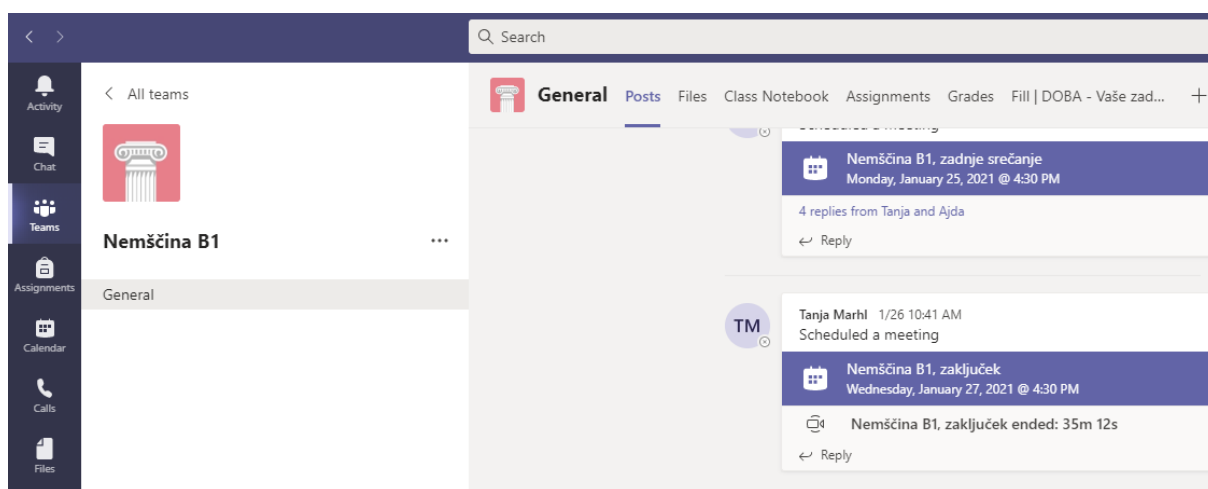 Search
Activity
Chat
Teams
Assignments
Calendar
Calls
Files
All teams
Nemščina B1
General
General Posts Files Class Notebook Assignments Grades Fill | DOBA - Vaše zad...
Scheduled a meeting
Nemščina B1, zadnje srečanje
Monday, January 25, 2021 @ 4:30 PM
4 replies from Tanja and Ajda
Reply
TM
Tanja Marhl 1/26 10:41 AM
Scheduled a meeting
Nemščina B1, zaključek
Wednesday, January 27, 2021 @ 4:30 PM
Nemščina B1, zaključek ended: 35m 12s
Reply